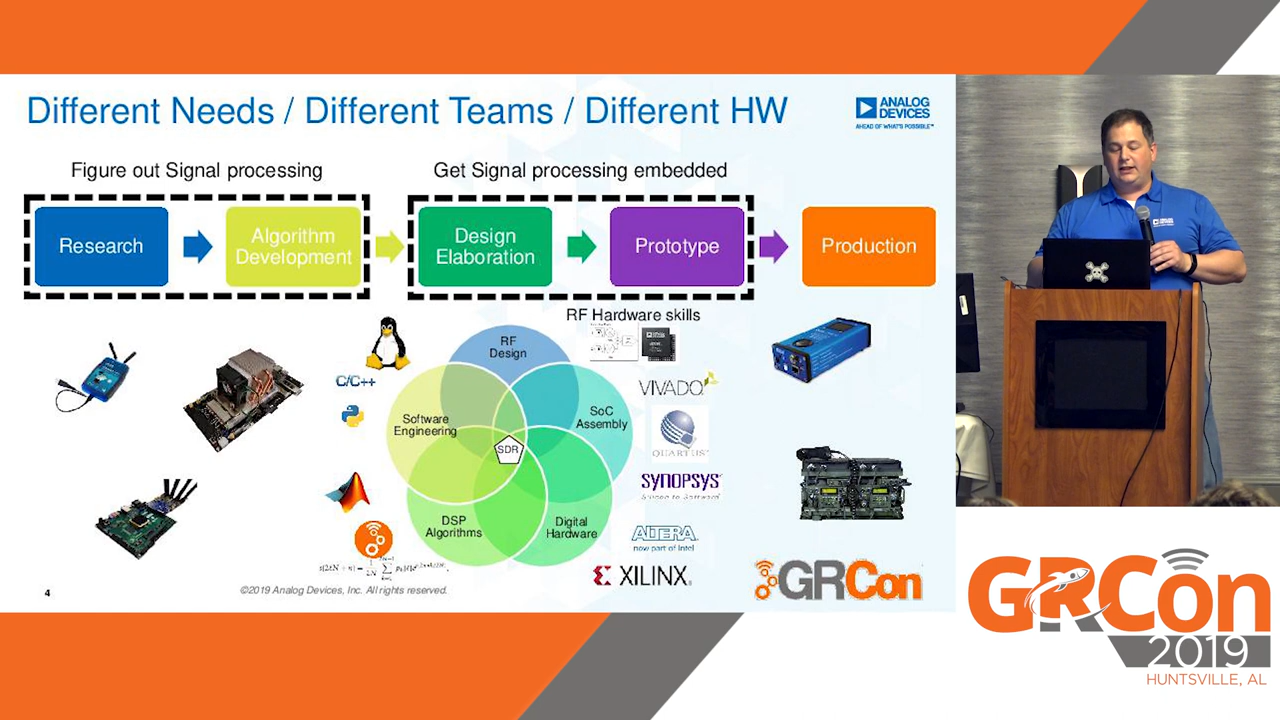 Different Needs / Different Teams / Different HW
ANALOG
DEVICES
AHEAD OF WHAT'S POSSIBLE™
Figure out Signal processing
Get Signal processing embedded
Research
Algorithm
Development
Design
Elaboration
Prototype
Production
RF Hardware skills
RF
Design
C/C++
VIVADO
Software
Engineering
SoC
Assembly
QUARTUS
SDR
SYNOPSYS
Silicon to Software
DSP
Algorithms
Digital
Hardware
ALTERA
now part of Intel
XILINX
GRCon
4
©2019 Analog Devices, Inc. All rights reserved.
GRCon
2019
HUNTSVILLE, AL